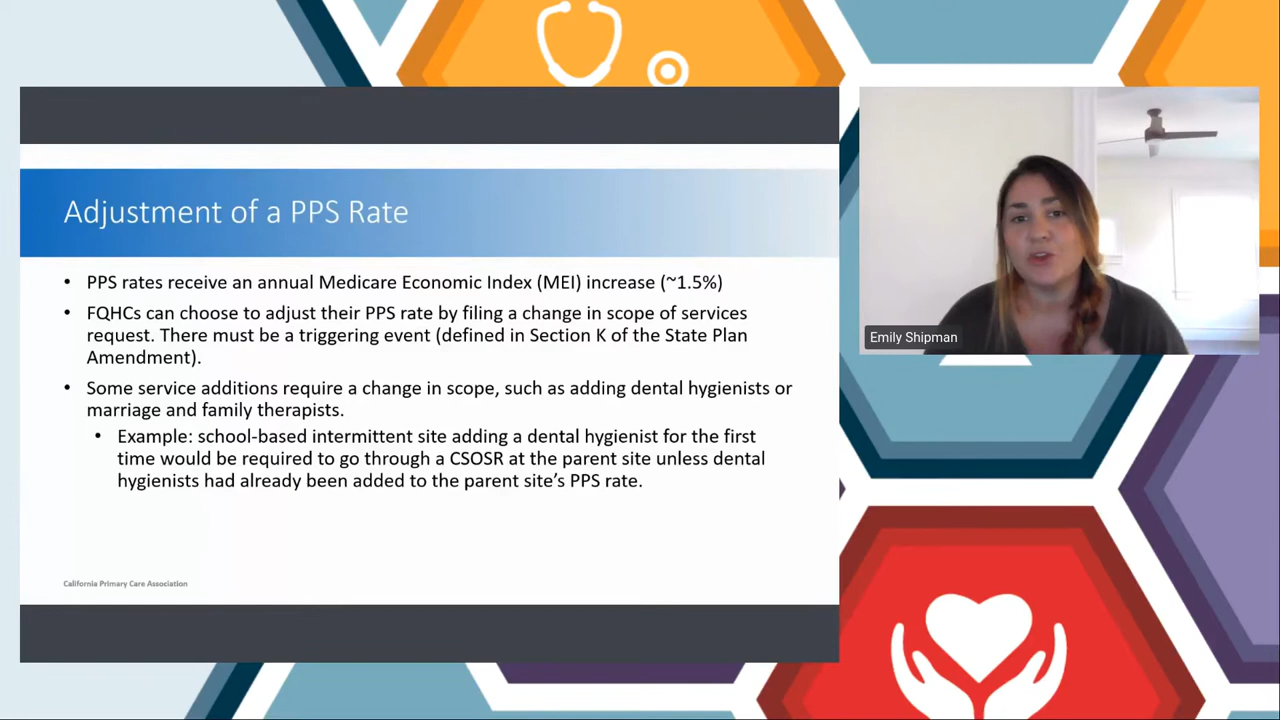 Adjustment of a PPS Rate
• PPS rates receive an annual Medicare Economic Index (MEI) increase (~1.5%)
• FQHCs can choose to adjust their PPS rate by filing a change in scope of services
request. There must be a triggering event (defined in Section K of the State Plan
Amendment).
• Some service additions require a change in scope, such as adding dental hygienists or
marriage and family therapists.
• Example: school-based intermittent site adding a dental hygienist for the first
time would be required to go through a CSOSR at the parent site unless dental
hygienists had already been added to the parent site’s PPS rate.
California Primary Care Association
Emily Shipman